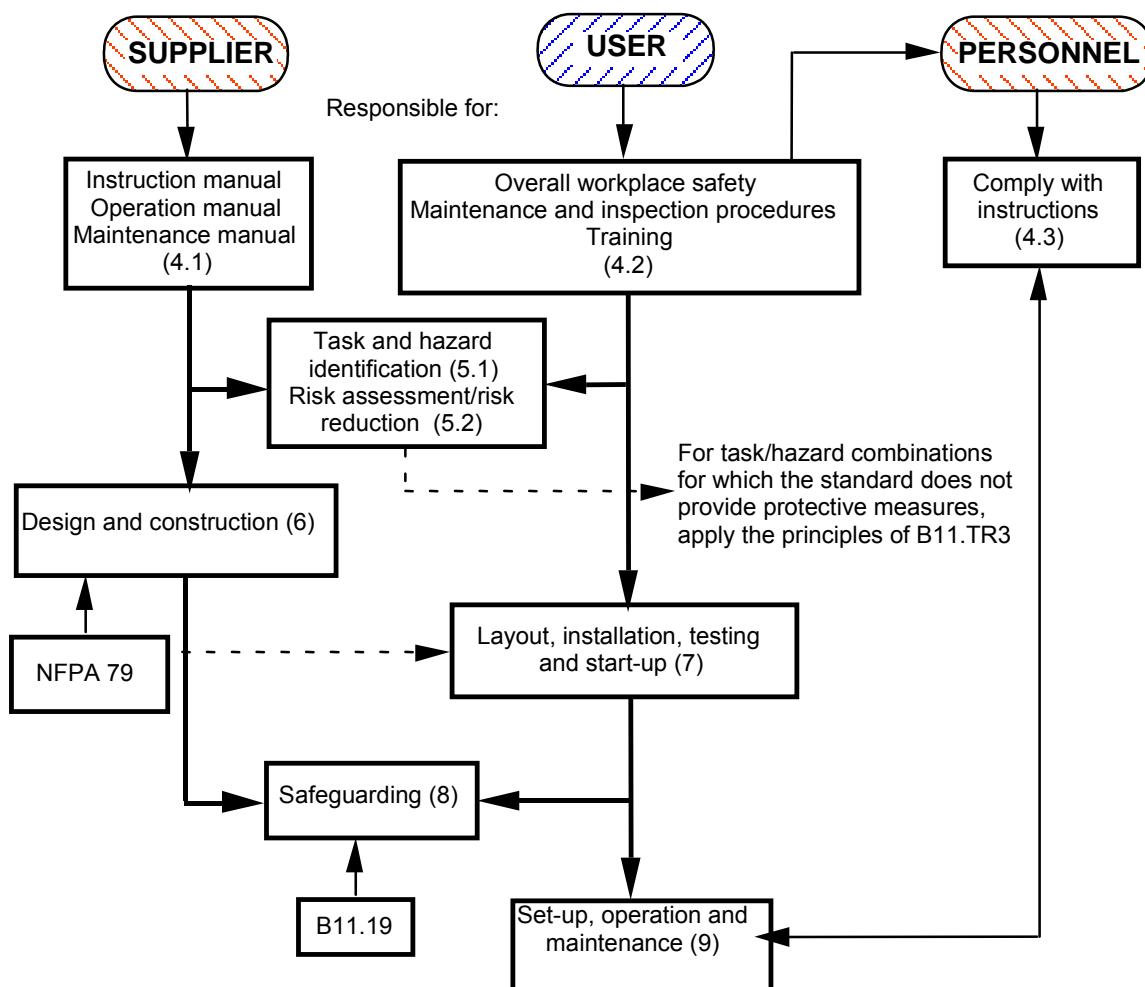 SUPPLIER
USER
PERSONNEL
Responsible for:
Instruction manual
Operation manual
Maintenance manual
(4.1)
Overall workplace safety
Maintenance and inspection procedures
Training
(4.2)
Comply with
instructions
(4.3)
Task and hazard
identification (5.1)
Risk assessment/risk
reduction (5.2)
For task/hazard combinations
for which the standard does not
provide protective measures,
apply the principles of B11.TR3
Design and construction (6)
NFPA 79
Layout, installation, testing
and start-up (7)
Safeguarding (8)
B11.19
Set-up, operation and
maintenance (9)